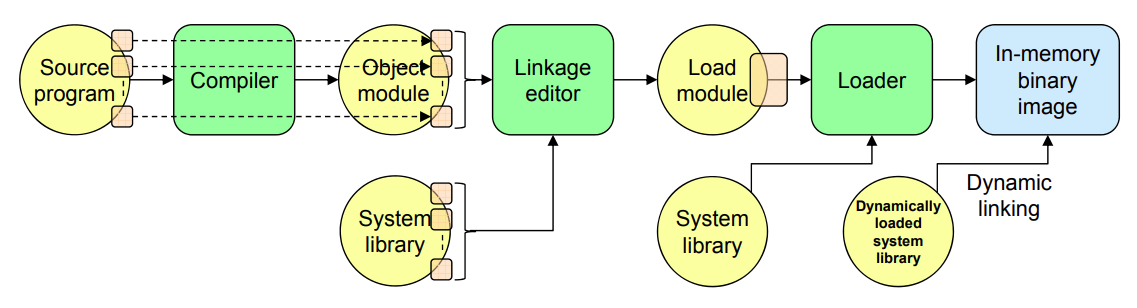 Source
program
Compiler
Object
module
Linkage
editor
Load
module
Loader
In-memory
binary
image
System
library
System
library
Dynamically
loaded
system
library
Dynamic
linking